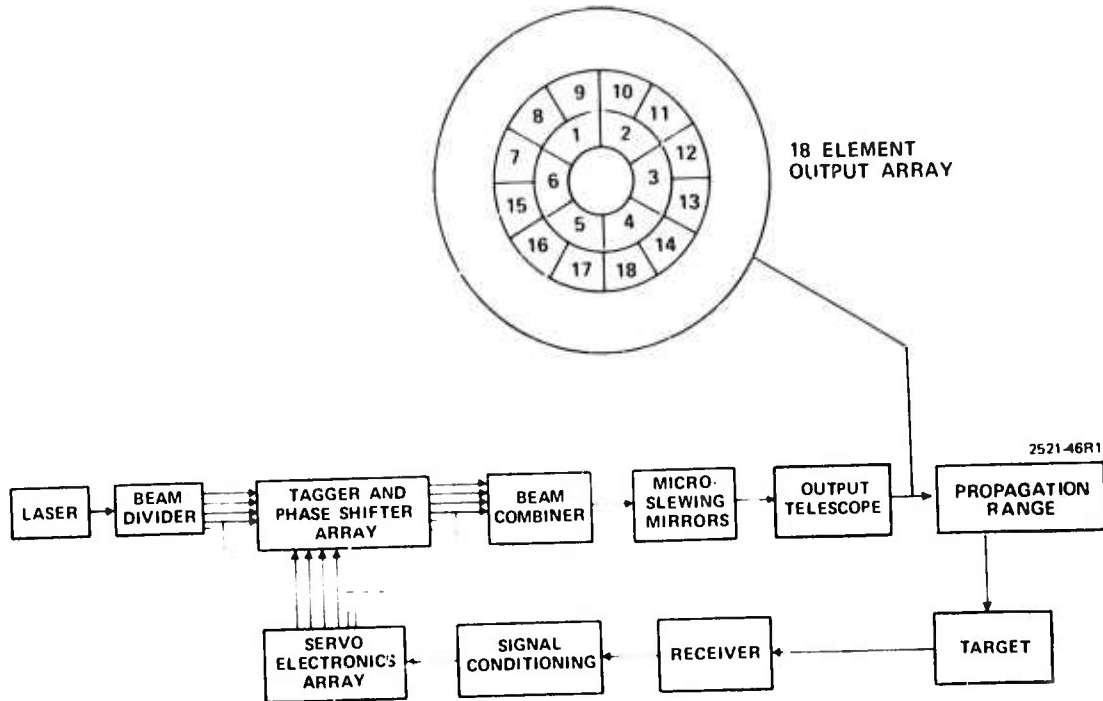 9 10
8 11
1 2
7 12
6 3
15 13
5 4
16 14
17 18
18 ELEMENT
OUTPUT ARRAY
2521-46R1
LASER
BEAM
DIVIDER
TAGGER AND
PHASE SHIFTER
ARRAY
BEAM
COMBINER
MICRO-
SLEWING
MIRRORS
OUTPUT
TELESCOPE
PROPAGATION
RANGE
SERVO
ELECTRONICS
ARRAY
SIGNAL
CONDITIONING
RECEIVER
TARGET